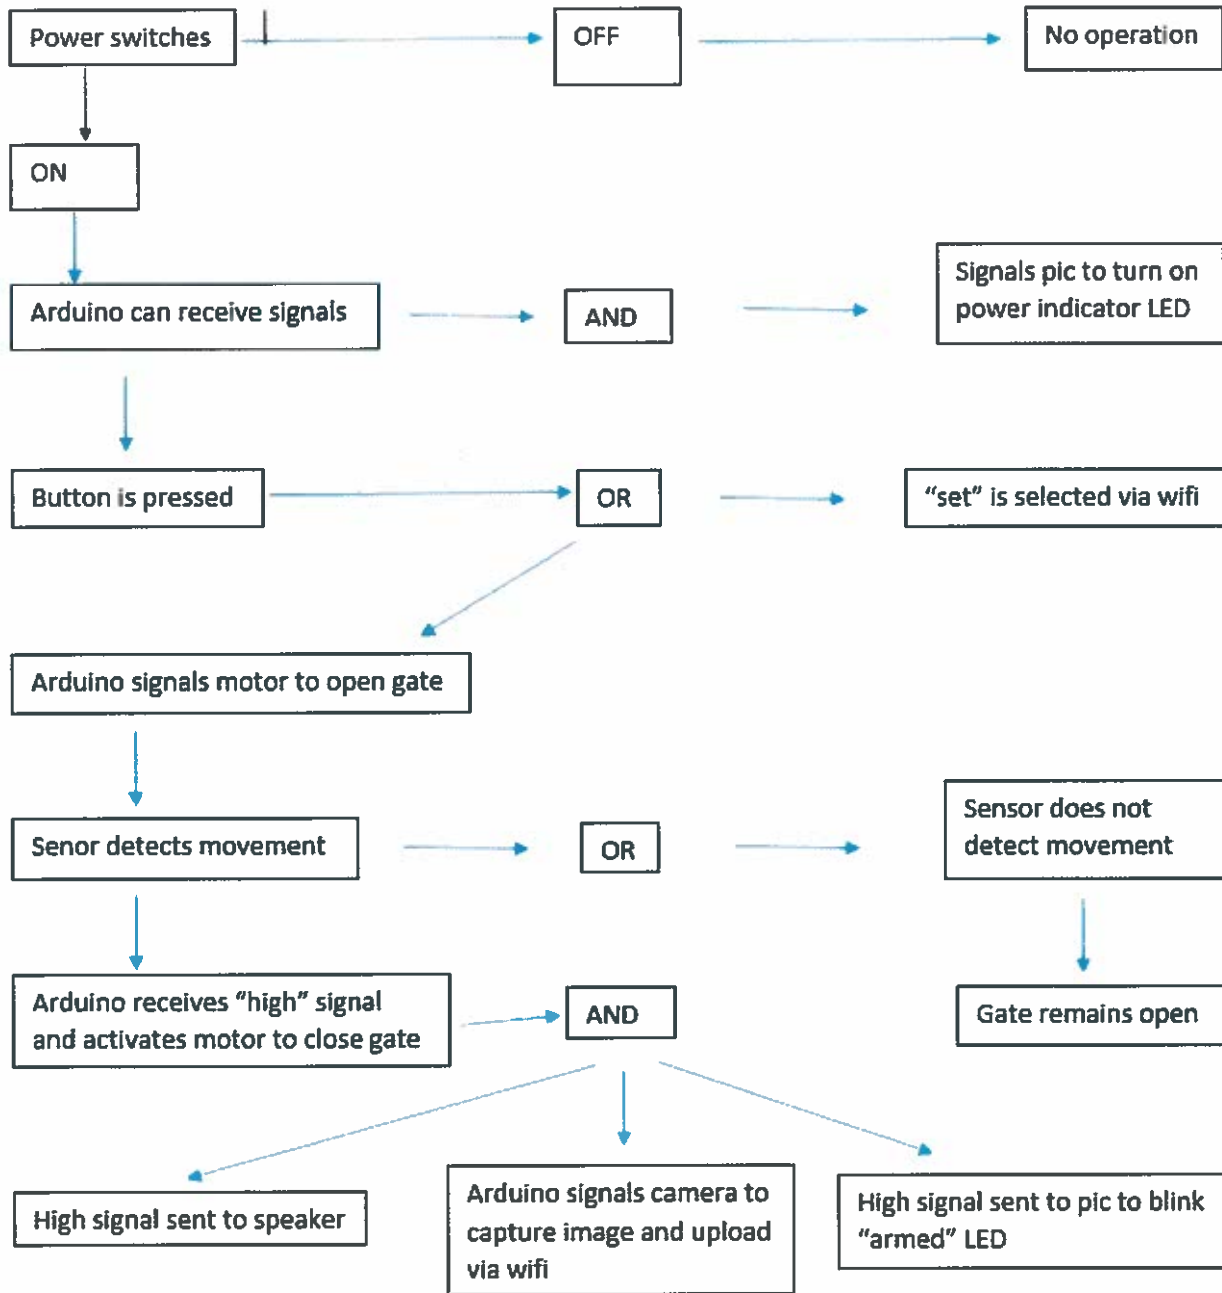 Power switches
OFF
No operation
ON
Arduino can receive signals
AND
Signals pic to turn on
power indicator LED
Button is pressed
OR
“set” is selected via wifi
Arduino signals motor to open gate
Senor detects movement
OR
Sensor does not
detect movement
Arduino receives “high” signal
and activates motor to close gate
AND
Gate remains open
High signal sent to speaker
Arduino signals camera to
capture image and upload
via wifi
High signal sent to pic to blink
“armed” LED